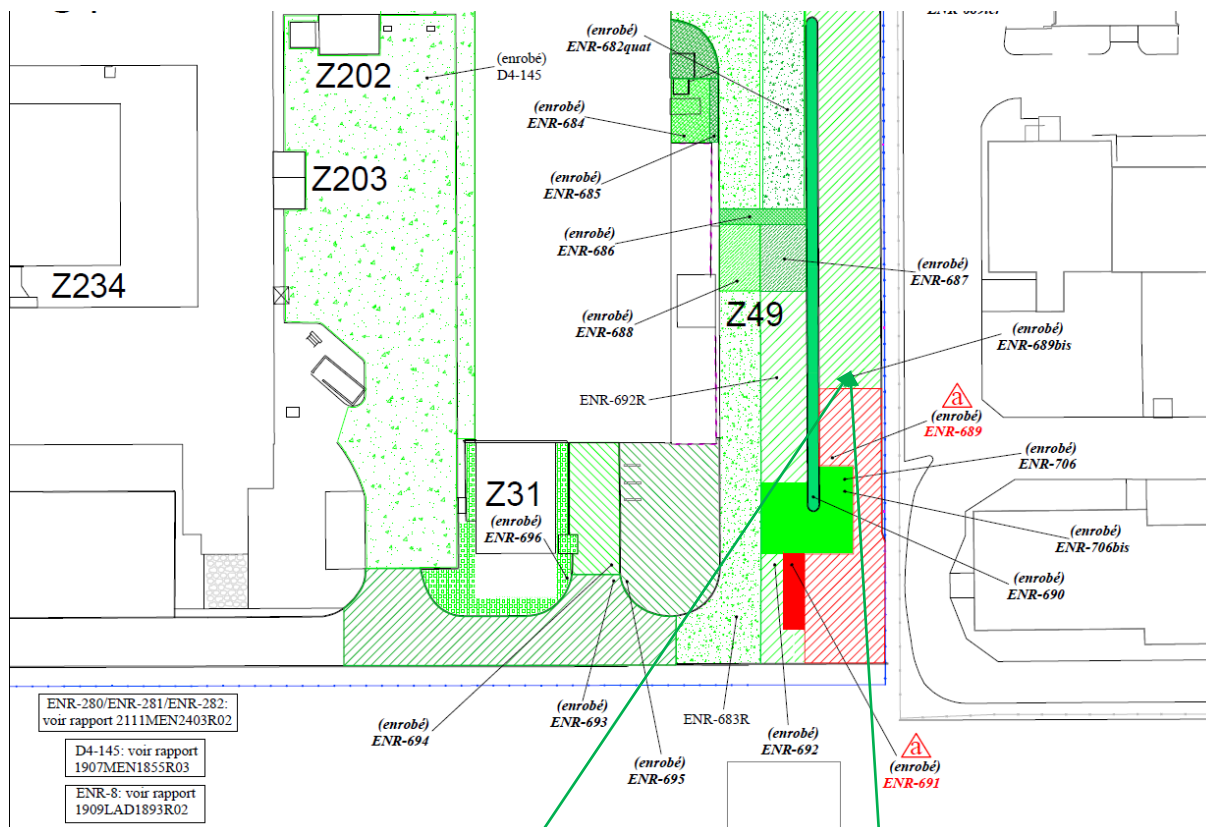 (enrobé)
ENR-682quat
Z202
(enrobé)
D4-145
(enrobé)
ENR-684
Z203
(enrobé)
ENR-685
(enrobé)
ENR-686
(enrobé)
ENR-687
Z234
(enrobé)
ENR-688
Z49
(enrobé)
ENR-689bis
ENR-692R
a
(enrobé)
ENR-689
(enrobé)
ENR-706
Z31
(enrobé)
ENR-696
(enrobé)
ENR-706bis
(enrobé)
ENR-690
ENR-280/ENR-281/ENR-282:
voir rapport 2111MEN2403R02
(enrobé)
ENR-694
(enrobé)
ENR-693
ENR-683R
(enrobé)
ENR-692
a
(enrobé)
ENR-691
(enrobé)
ENR-695
D4-145: voir rapport
1907MEN1855R03
ENR-8: voir rapport
1909LAD1893R02